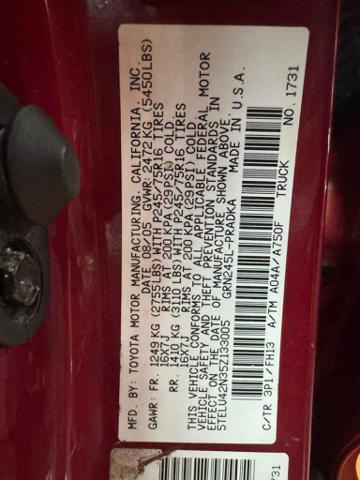 MFD. BY: TOYOTA MOTOR MANUFACTURING, CALIFORNIA, INC.
DATE 08/05 GVWR: 2472 KG (5450LBS)
GAWR: FR. 1249 KG (2755 LBS) WITH P245/75R16 TIRES
16X7J RIMS AT 200 KPA (29 PSI) COLD.
RR. 1410 KG (3110 LBS) WITH P245/75R16 TIRES
16X7J RIMS AT 200 KPA (29 PSI) COLD.
THIS VEHICLE CONFORMS TO ALL APPLICABLE FEDERAL MOTOR
VEHICLE SAFETY AND THEFT PREVENTION STANDARDS IN
EFFECT ON THE DATE OF MANUFACTURE SHOWN ABOVE.
5TELU42N35Z133005 GRN245L-PRADKA MADE IN U.S.A.
C/TR 3P1/FH13 A/TM A04A/A750F TRUCK NO. 1731
731